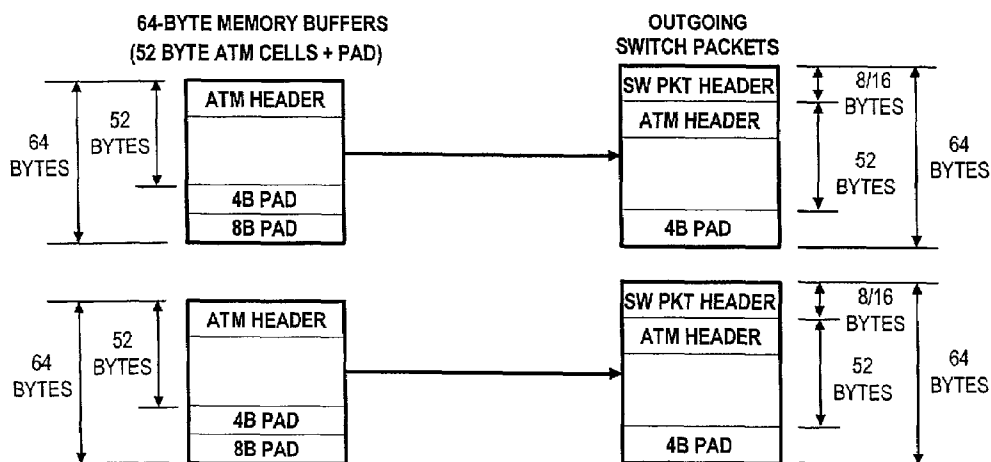 64-BYTE MEMORY BUFFERS
(52 BYTE ATM CELLS + PAD)
OUTGOING
SWITCH PACKETS
64
BYTES
52
BYTES
ATM HEADER
4B PAD
8B PAD
SW PKT HEADER
ATM HEADER
4B PAD
8/16
BYTES
52
BYTES
64
BYTES
64
BYTES
52
BYTES
ATM HEADER
4B PAD
8B PAD
SW PKT HEADER
ATM HEADER
4B PAD
8/16
BYTES
52
BYTES
64
BYTES